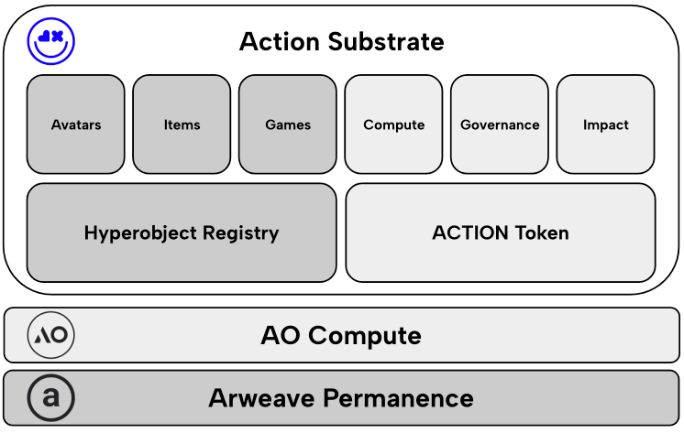 Action Substrate
Avatars
Items
Games
Compute
Governance
Impact
Hyperobject Registry
ACTION Token
AO
AO Compute
a
Arweave Permanence